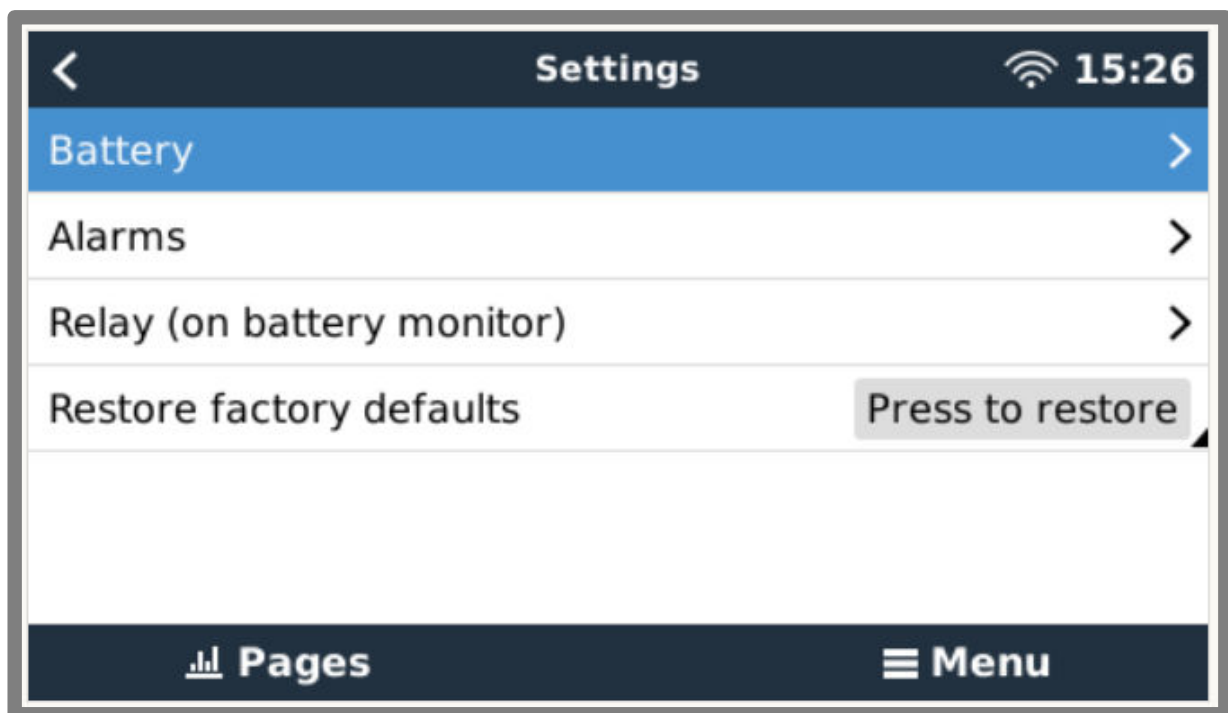 Settings 15:26
Battery
Alarms
Relay (on battery monitor)
Restore factory defaults Press to restore
Pages Menu